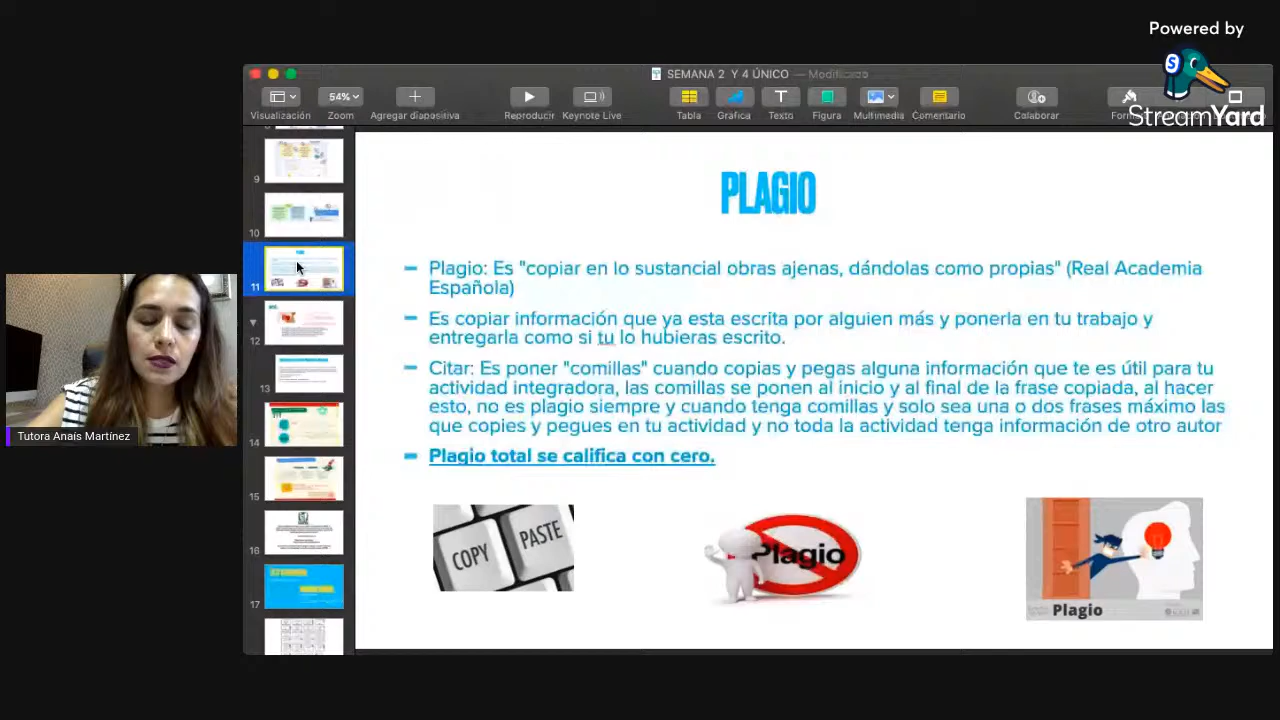 Powered by
StreamYard
SEMANA 2 Y 4 ÚNICO — Modificado
54%
Visualización
Zoom
Agregar diapositiva
Reproducir
Keynote Live
Tabla
Gráfica
Texto
Figura
Multimedia
Comentario
Colaborar
9
10
11
12
13
14
15
16
17
PLAGIO
Plagio: Es "copiar en lo sustancial obras ajenas, dándolas como propias" (Real Academia
Española)
Es copiar información que ya esta escrita por alguien más y ponerla en tu trabajo y
entregarla como si tu lo hubieras escrito.
Citar: Es poner "comillas" cuando copias y pegas alguna información que te es útil para tu
actividad integradora, las comillas se ponen al inicio y al final de la frase copiada, al hacer
esto, no es plagio siempre y cuando tenga comillas y solo sea una o dos frases máximo las
que copies y pegues en tu actividad y no toda la actividad tenga información de otro autor
Plagio total se califica con cero.
COPY
PASTE
Plagio
Plagio
Tutora Anaís Martínez